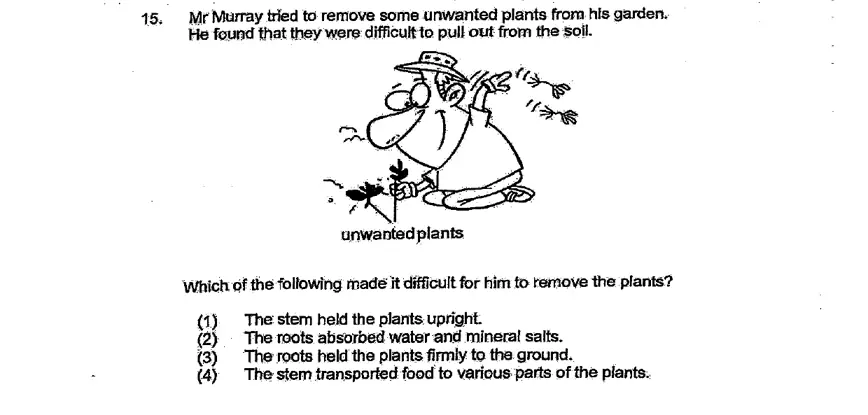 15. Mr Murray tried to remove some unwanted plants from his garden.
He found that they were difficult to pull out from the soil.
unwanted plants
Which of the following made it difficult for him to remove the plants?
(1) The stem held the plants upright.
(2) The roots absorbed water and mineral salts.
(3) The roots held the plants firmly to the ground.
(4) The stem transported food to various parts of the plants.